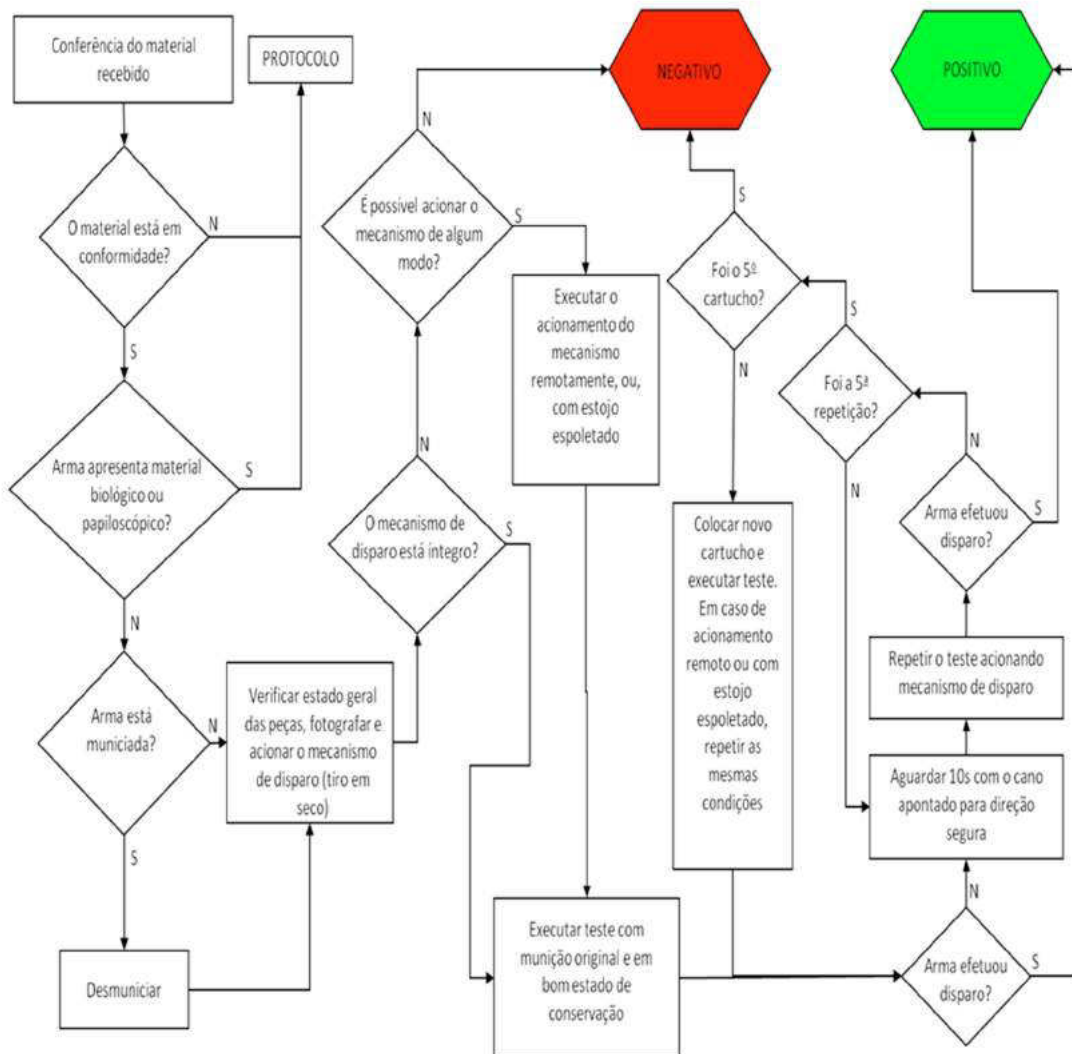 Conferência do material
recebido
PROTOCOLO
NEGATIVO
POSITIVO
N
O material está em
conformidade?
N
É possível acionar o
mecanismo de algum
modo?
S
S
Foi o 5º
cartucho?
S
Executar o
acionamento do
mecanismo
remotamente, ou,
com estojo
espoletado
S
N
Foi a 5ª
repetição?
Arma apresenta material
biológico ou
papiloscópico?
S
N
N
N
O mecanismo de
disparo está integro?
S
Arma efetuou
disparo?
S
Colocar novo
cartucho e
executar teste.
Em caso de
acionamento
remoto ou com
estojo
espoletado,
repetir as
mesmas
condições
N
Arma está
municiada?
N
Verificar estado geral
das peças, fotografar e
acionar o mecanismo
de disparo (tiro em
seco)
Repetir o teste acionando
mecanismo de disparo
Aguardar 10s com o cano
apontado para direção
segura
S
N
Desmuniciar
Executar teste com
munição original e em
bom estado de
conservação
Arma efetuou
disparo?
S